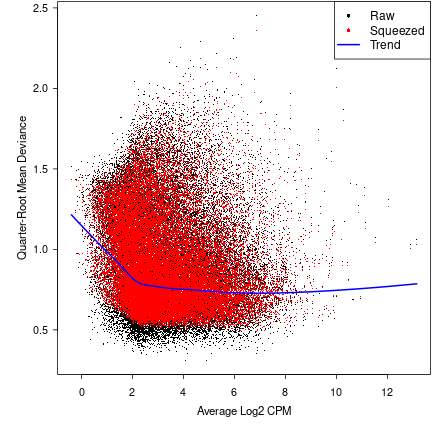 Quarter-Root Mean Deviance
2.5
2.0
1.5
1.0
0.5
Raw
Squeezed
Trend
0 2 4 6 8 10 12
Average Log2 CPM